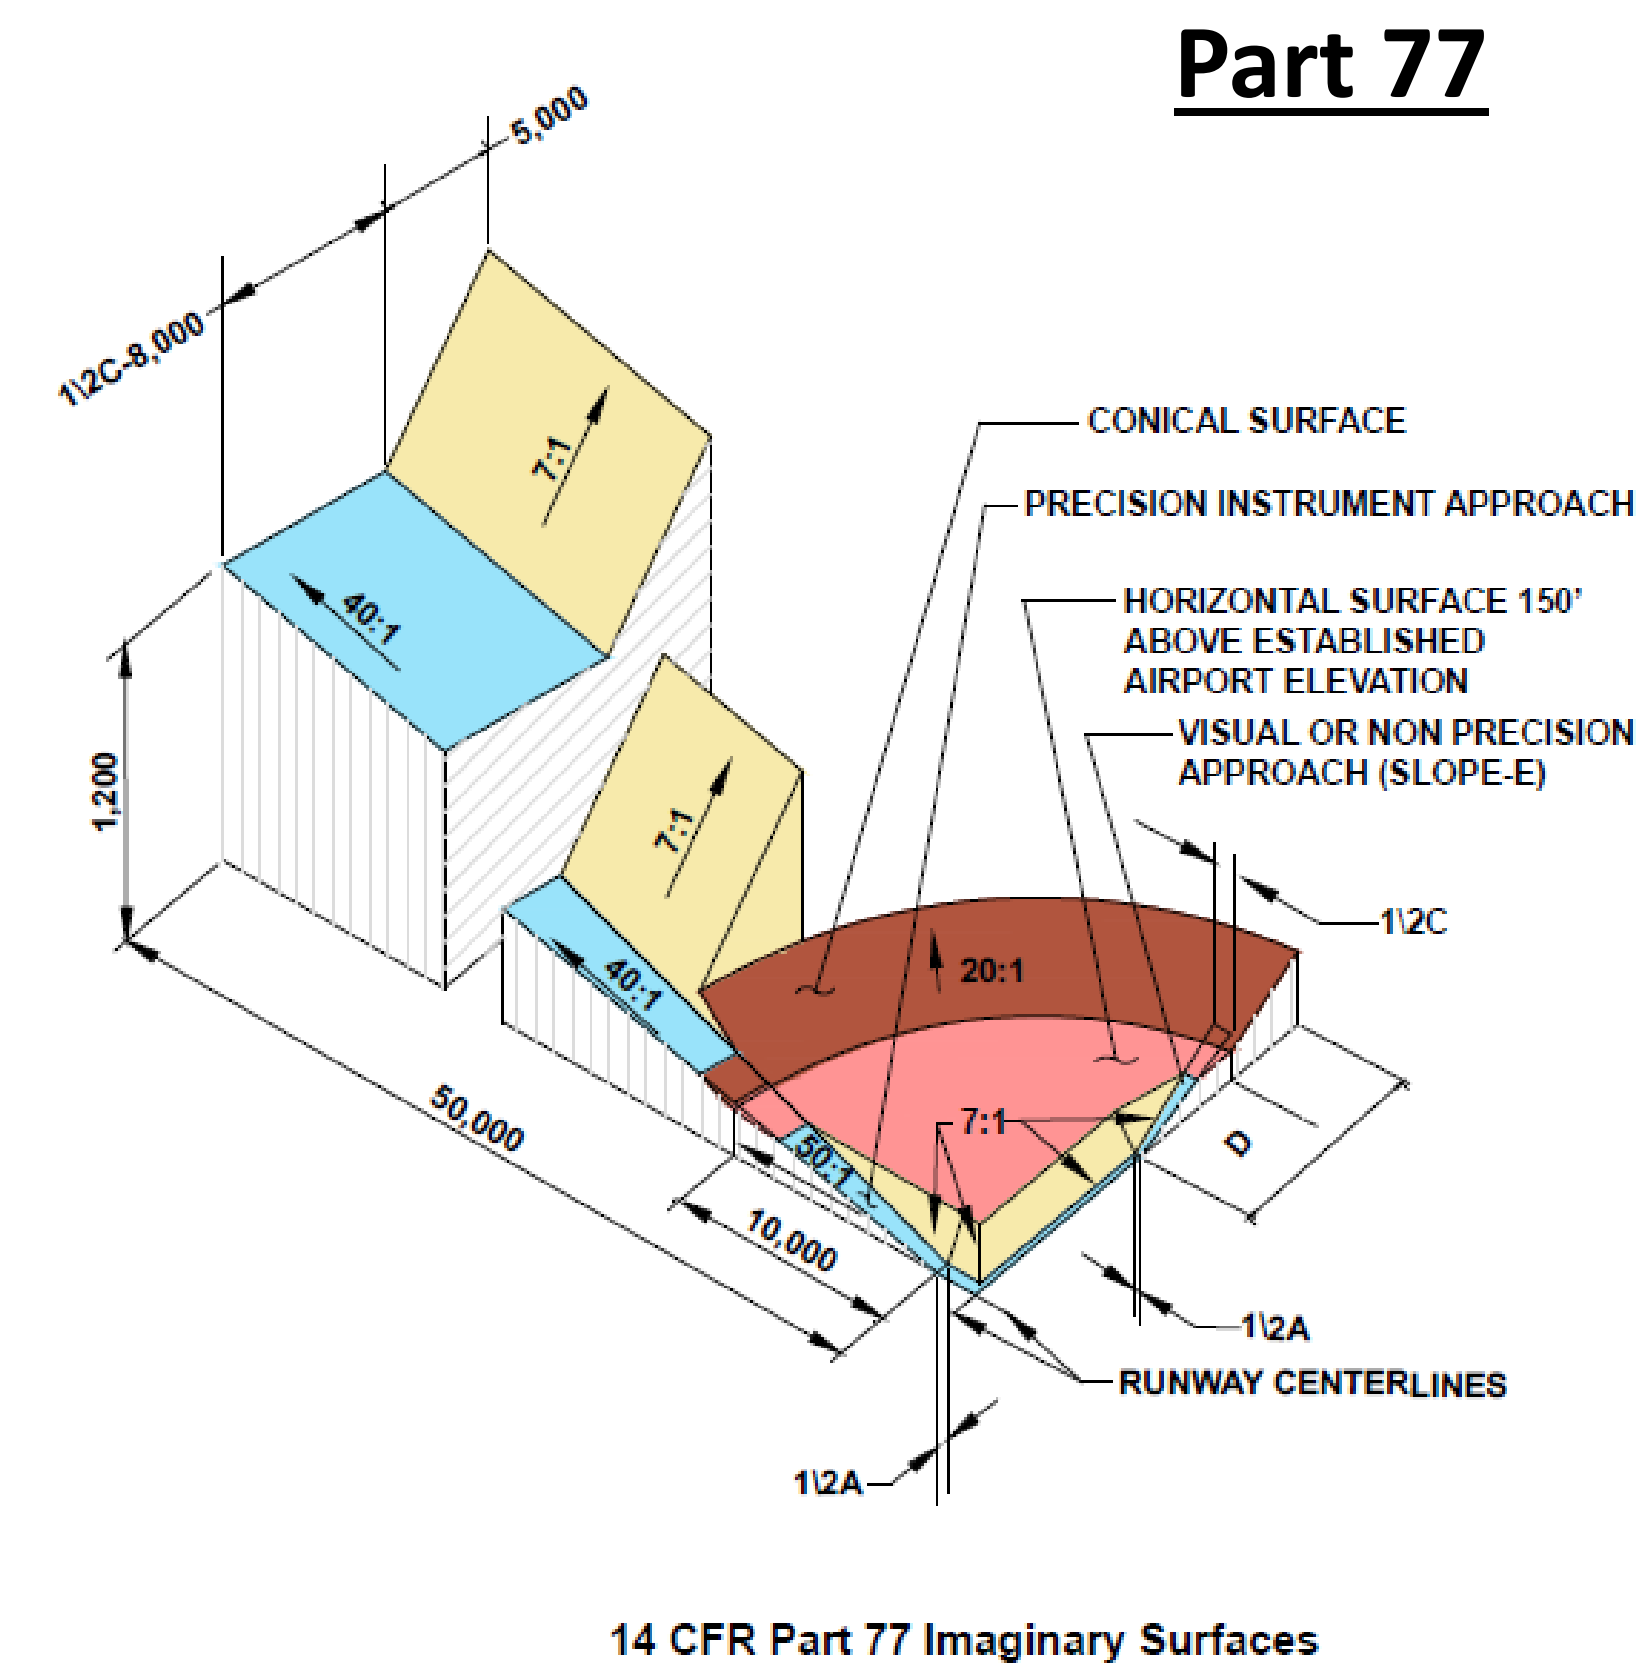 Part 77
5,000
1\2C-8,000
7:1
CONICAL SURFACE
PRECISION INSTRUMENT APPROACH
40:1
HORIZONTAL SURFACE 150’
ABOVE ESTABLISHED
AIRPORT ELEVATION
VISUAL OR NON PRECISION
APPROACH (SLOPE-E)
1,200
7:1
1\2C
20:1
40:1
50,000
7:1
D
50:1
10,000
1\2A
RUNWAY CENTERLINES
1\2A
14 CFR Part 77 Imaginary Surfaces